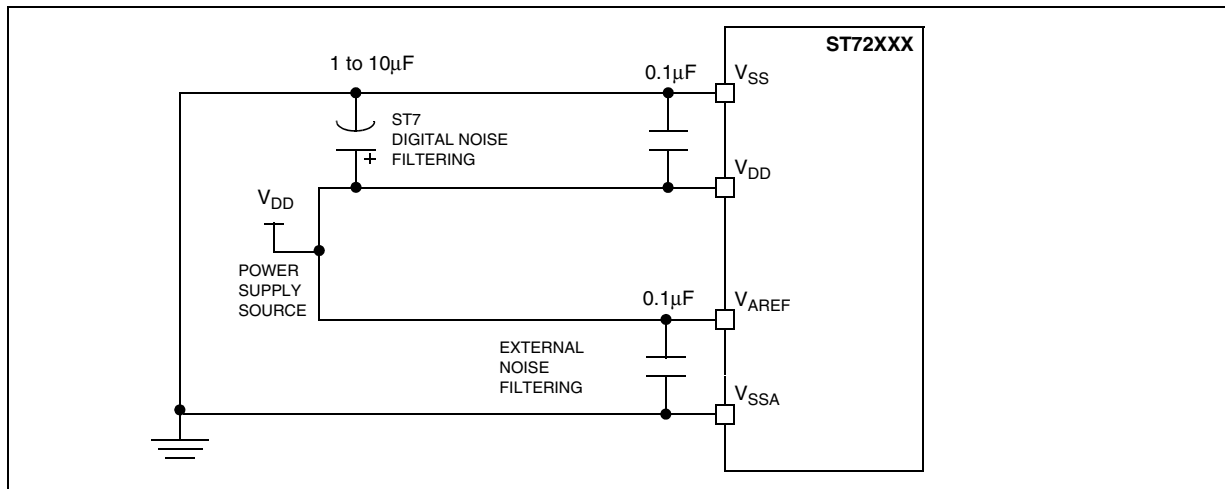 ST72XXX
1 to 10μF
0.1μF
VSS
ST7
DIGITAL NOISE
FILTERING
+
VDD
VDD
POWER
SUPPLY
SOURCE
0.1μF
VAREF
EXTERNAL
NOISE
FILTERING
VSSA